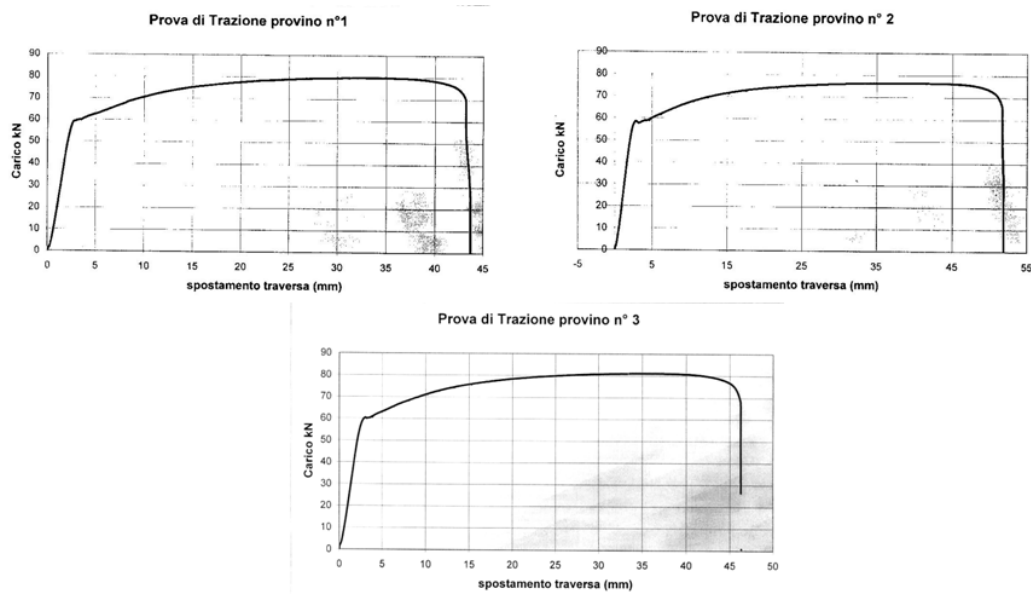 Prova di Trazione provino n°1
Carico kN
90
80
70
60
50
40
30
20
10
0
0 5 10 15 20 25 30 35 40 45
spostamento traversa (mm)
Prova di Trazione provino n° 2
Carico kN
90
80
70
60
50
40
30
20
10
0
-5 5 15 25 35 45 55
spostamento traversa (mm)
Prova di Trazione provino n° 3
Carico kN
90
80
70
60
50
40
30
20
10
0
0 5 10 15 20 25 30 35 40 45 50
spostamento traversa (mm)